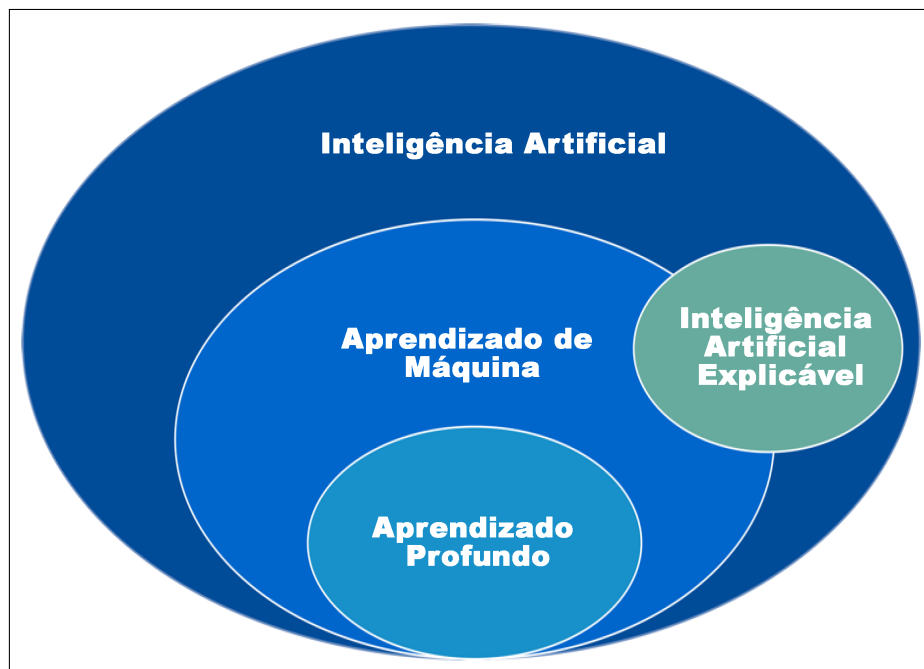 Inteligência Artificial
Aprendizado de
Máquina
Inteligência
Artificial
Explicável
Aprendizado
Profundo